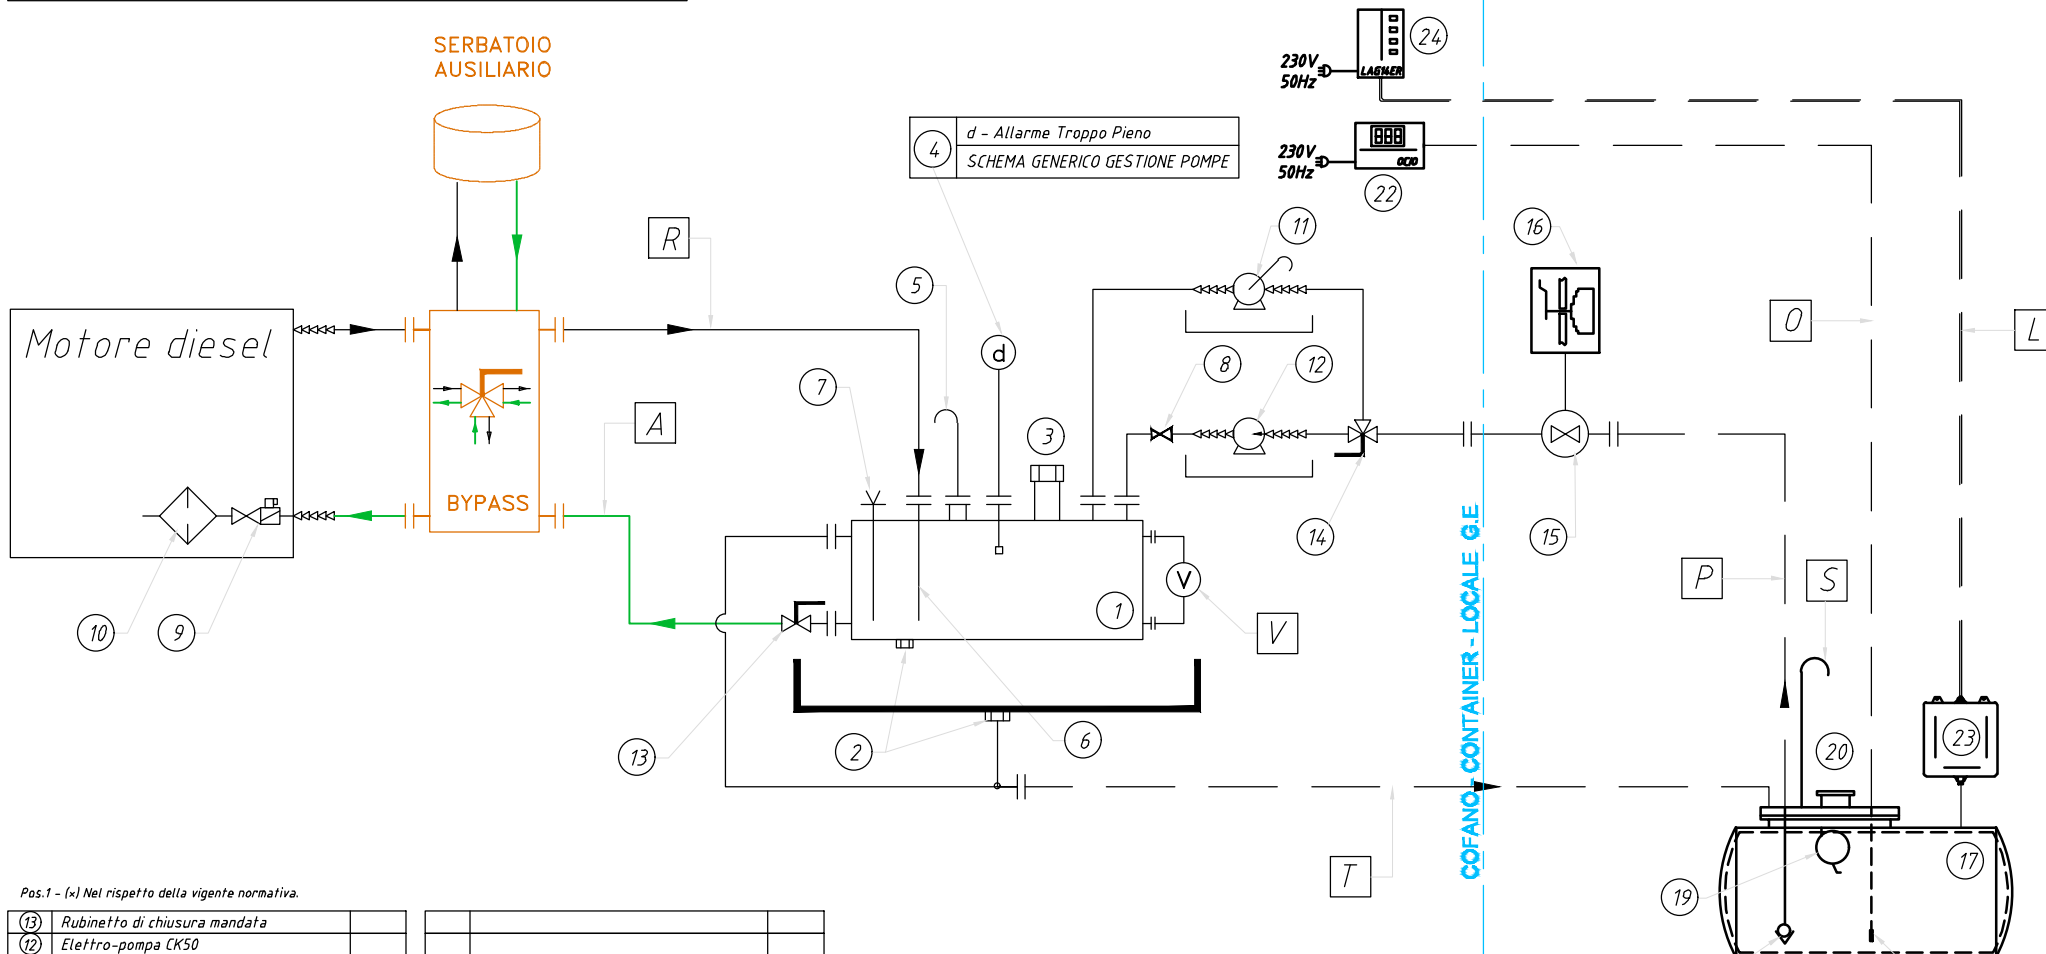 SERBATOIO
AUSILIARIO
24
230V
50Hz
LAG14ER
4
d - Allarme Troppo Pieno
SCHEMA GENERICO GESTIONE POMPE
230V
50Hz
OCIO
22
R
11
16
5
O
L
Motore diesel
d
7
8
12
A
3
BYPASS
14
15
COFANO - CONTAINER - LOCALE G.E
P
S
V
1
10
9
V
13
2
6
20
23
T
17
19
Pos.1 - (x) Nel rispetto della vigente normativa.
13 Rubinetto di chiusura mandata
12 Elettro-pompa CK50